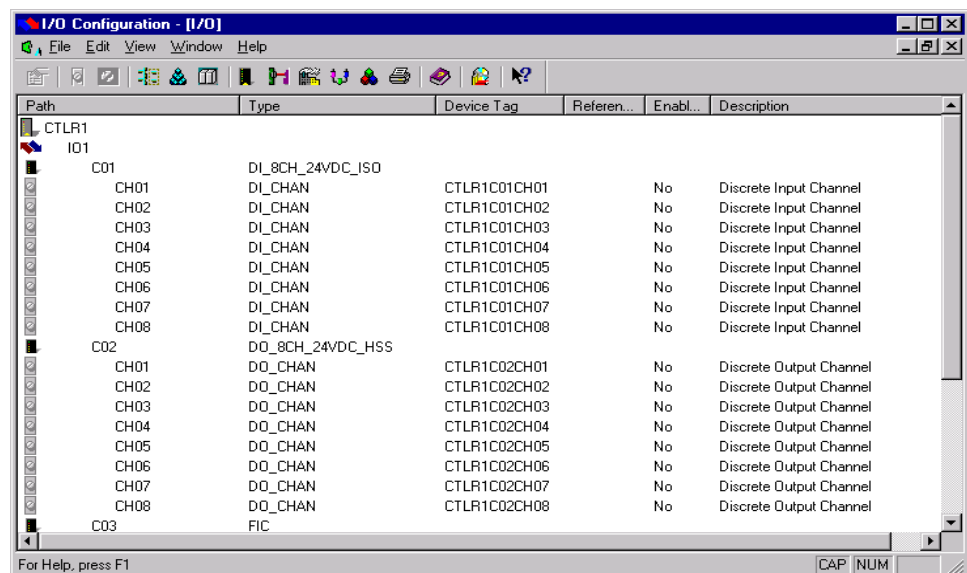 I/O Configuration - [I/O]
File Edit View Window Help
Path Type Device Tag Referen... Enabl... Description
CTLR1
IO1
C01 DI_8CH_24VDC_ISO
CH01 DI_CHAN CTLR1C01CH01 No Discrete Input Channel
CH02 DI_CHAN CTLR1C01CH02 No Discrete Input Channel
CH03 DI_CHAN CTLR1C01CH03 No Discrete Input Channel
CH04 DI_CHAN CTLR1C01CH04 No Discrete Input Channel
CH05 DI_CHAN CTLR1C01CH05 No Discrete Input Channel
CH06 DI_CHAN CTLR1C01CH06 No Discrete Input Channel
CH07 DI_CHAN CTLR1C01CH07 No Discrete Input Channel
CH08 DI_CHAN CTLR1C01CH08 No Discrete Input Channel
C02 DO_8CH_24VDC_HSS
CH01 DO_CHAN CTLR1C02CH01 No Discrete Output Channel
CH02 DO_CHAN CTLR1C02CH02 No Discrete Output Channel
CH03 DO_CHAN CTLR1C02CH03 No Discrete Output Channel
CH04 DO_CHAN CTLR1C02CH04 No Discrete Output Channel
CH05 DO_CHAN CTLR1C02CH05 No Discrete Output Channel
CH06 DO_CHAN CTLR1C02CH06 No Discrete Output Channel
CH07 DO_CHAN CTLR1C02CH07 No Discrete Output Channel
CH08 DO_CHAN CTLR1C02CH08 No Discrete Output Channel
C03 FIC
For Help, press F1 CAP NUM